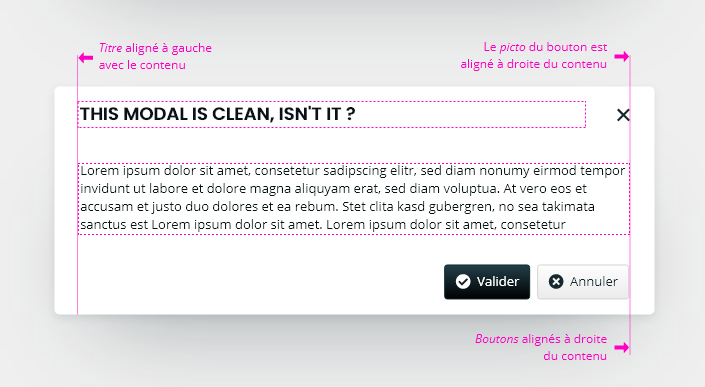 Titre aligné à gauche
avec le contenu
Le picto du bouton est
aligné à droite du contenu
THIS MODAL IS CLEAN, ISN'T IT ?
Lorem ipsum dolor sit amet, consetetur sadipscing elitr, sed diam nonumy eirmod tempor
invidunt ut labore et dolore magna aliquyam erat, sed diam voluptua. At vero eos et
accusam et justo duo dolores et ea rebum. Stet clita kasd gubergren, no sea takimata
sanctus est Lorem ipsum dolor sit amet. Lorem ipsum dolor sit amet, consetetur
Valider
Annuler
Boutons alignés à droite
du contenu